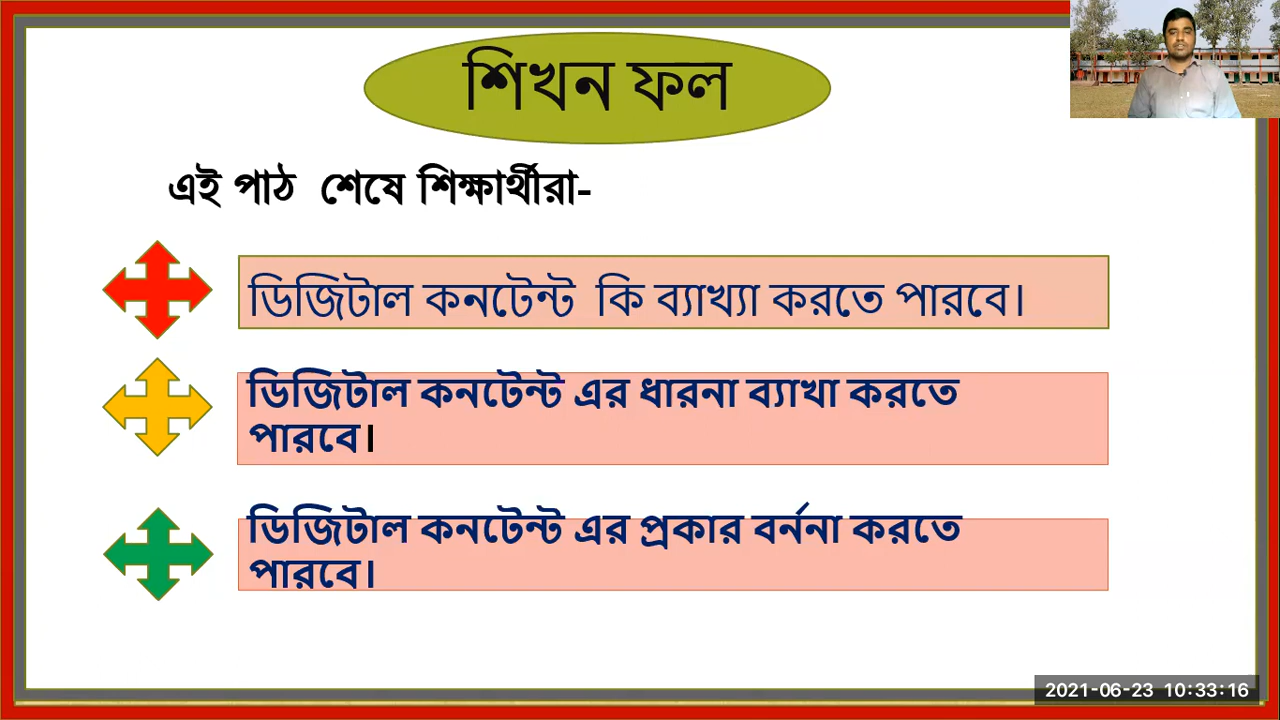 শিখন ফল
এই পাঠ শেষে শিক্ষার্থীরা-
ডিজিটাল কনটেন্ট কি ব্যাখ্যা করতে পারবে।
ডিজিটাল কনটেন্ট এর ধারনা ব্যাখা করতে
পারবে।
ডিজিটাল কনটেন্ট এর প্রকার বর্ননা করতে
পারবে।
2021-06-23 10:33:16